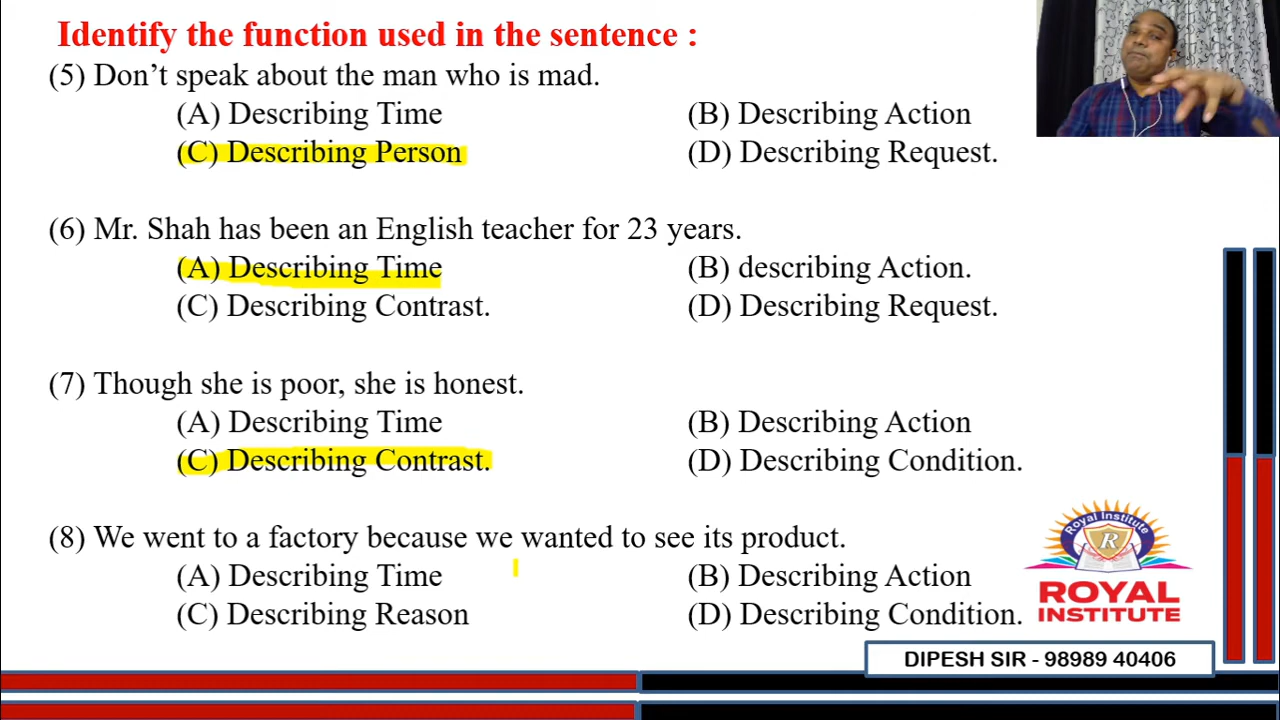 Identify the function used in the sentence :
(5) Don’t speak about the man who is mad.
(A) Describing Time (B) Describing Action
(C) Describing Person (D) Describing Request.
(6) Mr. Shah has been an English teacher for 23 years.
(A) Describing Time (B) describing Action.
(C) Describing Contrast. (D) Describing Request.
(7) Though she is poor, she is honest.
(A) Describing Time (B) Describing Action
(C) Describing Contrast. (D) Describing Condition.
(8) We went to a factory because we wanted to see its product.
(A) Describing Time (B) Describing Action
(C) Describing Reason (D) Describing Condition.
Royal Institute
R
ROYAL
INSTITUTE
DIPESH SIR - 98989 40406